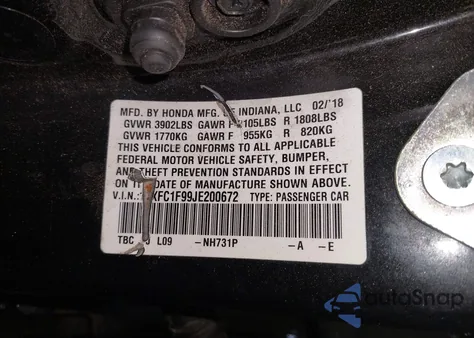 MFD. BY HONDA MFG. OF INDIANA, LLC 02/'18
GVWR 3902LBS GAWR F 2105LBS R 1808LBS
GVWR 1770KG GAWR F 955KG R 820KG
THIS VEHICLE CONFORMS TO ALL APPLICABLE
FEDERAL MOTOR VEHICLE SAFETY, BUMPER,
AND THEFT PREVENTION STANDARDS IN EFFECT
ON THE DATE OF MANUFACTURE SHOWN ABOVE.
V.I.N.: XFC1F99JE200672 TYPE: PASSENGER CAR
TBC L09 -NH731P -A -E
autoSnap